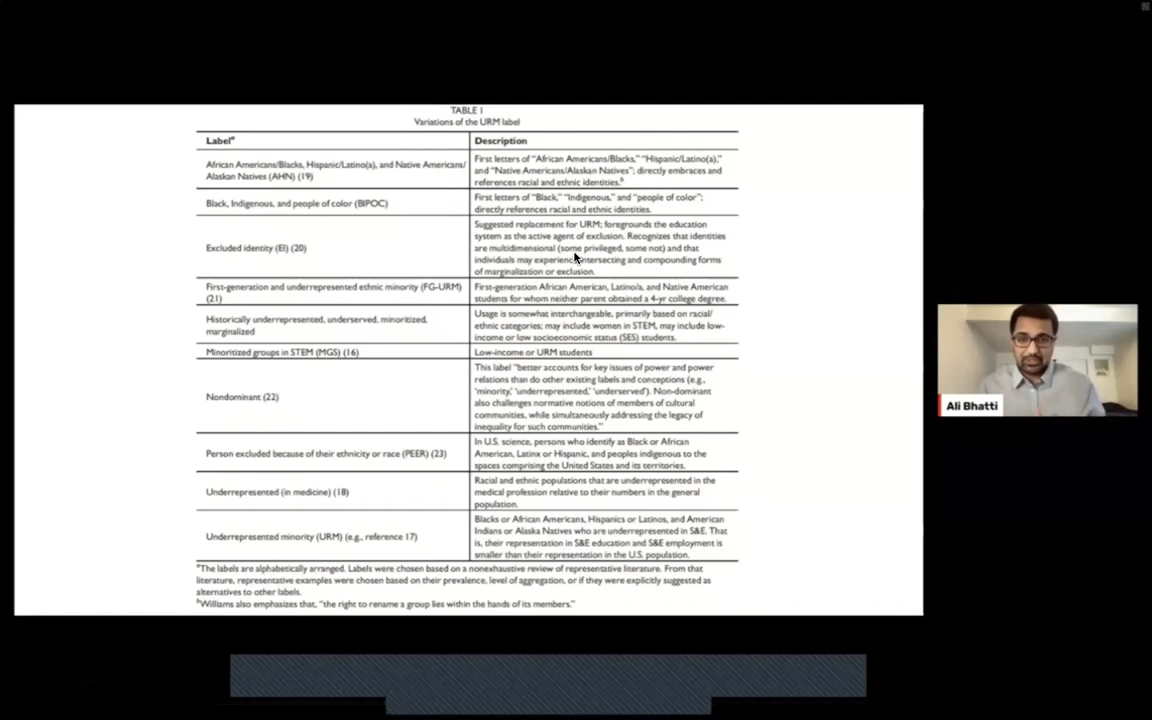 TABLE 1
Variations of the URM label
Labelᵃ
Description
African Americans/Blacks, Hispanic/Latino(a), and Native Americans/
Alaskan Natives (AHN) (19)
First letters of “African Americans/Blacks,” “Hispanic/Latino(a),”
and “Native Americans/Alaskan Natives”; directly embraces and
references racial and ethnic identities.ᵇ
Black, Indigenous, and people of color (BIPOC)
First letters of “Black,” “Indigenous,” and “people of color”;
directly references racial and ethnic identities.
Excluded identity (EI) (20)
Suggested replacement for URM; foregrounds the education
system as the active agent of exclusion. Recognizes that identities
are multidimensional (some privileged, some not) and that
individuals may experience intersecting and compounding forms
of marginalization or exclusion.
First-generation and underrepresented ethnic minority (FG-URM)
(21)
First-generation African American, Latino/a, and Native American
students for whom neither parent obtained a 4-yr college degree.
Historically underrepresented, underserved, minoritized,
marginalized
Usage is somewhat interchangeable, primarily based on racial/
ethnic categories; may include women in STEM, may include low-
income or low socioeconomic status (SES) students.
Minoritized groups in STEM (MGS) (16)
Low-income or URM students
Nondominant (22)
This label “better accounts for key issues of power and power
relations than do other existing labels and conceptions (e.g.,
‘minority,’ ‘underrepresented,’ ‘underserved’). Non-dominant
also challenges normative notions of members of cultural
communities, while simultaneously addressing the legacy of
inequality for such communities.”
Person excluded because of their ethnicity or race (PEER) (23)
In U.S. science, persons who identify as Black or African
American, Latinx or Hispanic, and peoples indigenous to the
spaces comprising the United States and its territories.
Underrepresented (in medicine) (18)
Racial and ethnic populations that are underrepresented in the
medical profession relative to their numbers in the general
population.
Underrepresented minority (URM) (e.g., reference 17)
Blacks or African Americans, Hispanics or Latinos, and American
Indians or Alaska Natives who are underrepresented in S&E. That
is, their representation in S&E education and S&E employment is
smaller than their representation in the U.S. population.
ᵃThe labels are alphabetically arranged. Labels were chosen based on a nonexhaustive review of representative literature. From that
literature, representative examples were chosen based on their prevalence, level of aggregation, or if they were explicitly suggested as
alternatives to other labels.
ᵇWilliams also emphasizes that, “the right to rename a group lies within the hands of its members.”
Ali Bhatti